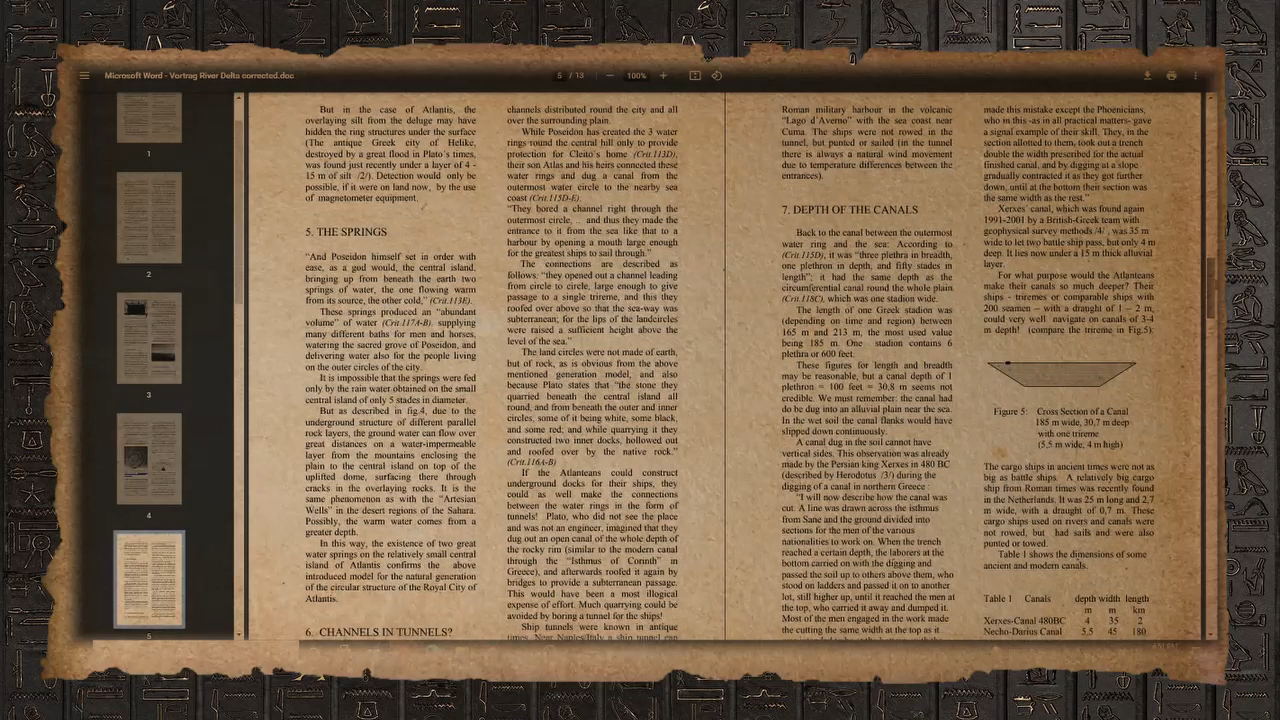 Microsoft Word - Vortrag River Delta corrected.doc
5 / 13
100%
1
2
3
4
5
But in the case of Atlantis, the
overlaying silt from the deluge may have
hidden the ring structures under the surface
(The antique Greek city of Helike,
destroyed by a great flood in Plato´s times,
was found just recently under a layer of 4 -
15 m of silt /2/). Detection would only be
possible, if it were on land now, by the use
of magnetometer equipment.
5. THE SPRINGS
“And Poseidon himself set in order with
ease, as a god would, the central island,
bringing up from beneath the earth two
springs of water, the one flowing warm
from its source, the other cold,” (Crit.113E).
These springs produced an “abundant
volume” of water (Crit.117A-B). supplying
many different baths for men and horses,
watering the sacred grove of Poseidon, and
delivering water also for the people living
on the outer circles of the city.
It is impossible that the springs were fed
only by the rain water obtained on the small
central island of only 5 stades in diameter.
But as described in fig.4, due to the
underground structure of different parallel
rock layers, the ground water can flow over
great distances on a water-impermeable
layer from the mountains enclosing the
plain to the central island on top of the
uplifted dome, surfacing there through
cracks in the overlaying rocks. It is the
same phenomenon as with the “Artesian
Wells” in the desert regions of the Sahara.
Possibly, the warm water comes from a
greater depth.
In this way, the existence of two great
water springs on the relatively small central
island of Atlantis confirms the above
introduced model for the natural generation
of the circular structure of the Royal City of
Atlantis.
6. CHANNELS IN TUNNELS?
channels distributed round the city and all
over the surrounding plain.
While Poseidon has created the 3 water
rings round the central hill only to provide
protection for Cleito´s home (Crit.113D),
their son Atlas and his heirs connected these
water rings and dug a canal from the
outermost water circle to the nearby sea
coast (Crit.115D-E).
“They bored a channel right through the
outermost circle, .. and thus they made the
entrance to it from the sea like that to a
harbour by opening a mouth large enough
for the greatest ships to sail through.”
The connections are described as
follows: “they opened out a channel leading
from circle to circle, large enough to give
passage to a single trireme, and this they
roofed over above so that the sea-way was
subterranean; for the lips of the landcircles
were raised a sufficient height above the
level of the sea.”
The land circles were not made of earth,
but of rock, as is obvious from the above
mentioned generation model, and also
because Plato states that “the stone they
quarried beneath the central island all
round, and from beneath the outer and inner
circles, some of it being white, some black,
and some red; and while quarrying it they
constructed two inner docks, hollowed out
and roofed over by the native rock.”
(Crit.116A-B)
If the Atlanteans could construct
underground docks for their ships, they
could as well make the connections
between the water rings in the form of
tunnels! Plato, who did not see the place
and was not an engineer, imagined that they
dug out an open canal of the whole depth of
the rocky rim (similar to the modern canal
through the “Isthmus of Corinth” in
Greece), and afterwards roofed it again by
bridges to provide a subterranean passage.
This would have been a most illogical
expense of effort. Much quarrying could be
avoided by boring a tunnel for the ships!
Ship tunnels were known in antique
times. Near Naples/Italy a ship tunnel can
Roman military harbour in the volcanic
“Lago d´Averno” with the sea coast near
Cuma. The ships were not rowed in the
tunnel, but punted or sailed (in the tunnel
there is always a natural wind movement
due to temperature differences between the
entrances).
7. DEPTH OF THE CANALS
Back to the canal between the outermost
water ring and the sea: According to
(Crit.115D), it was “three plethra in breadth,
one plethron in depth, and fifty stades in
length”; it had the same depth as the
circumferential canal round the whole plain
(Crit.118C), which was one stadion wide.
The length of one Greek stadion was
(depending on time and region) between
165 m and 213 m, the most used value
being 185 m. One stadion contains 6
plethra or 600 feet.
These figures for length and breadth
may be reasonable, but a canal depth of 1
plethron = 100 feet = 30,8 m seems not
credible. We must remember: the canal had
do be dug into an alluvial plain near the sea.
In the wet soil the canal flanks would have
slipped down continuously.
A canal dug in the soil cannot have
vertical sides. This observation was already
made by the Persian king Xerxes in 480 BC
(described by Herodotus /3/) during the
digging of a canal in northern Greece :
“I will now describe how the canal was
cut. A line was drawn across the isthmus
from Sane and the ground divided into
sections for the men of the various
nationalities to work on. When the trench
reached a certain depth, the laborers at the
bottom carried on with the digging and
passed the soil up to others above them, who
stood on ladders and passed it on to another
lot, still higher up, until it reached the men at
the top, who carried it away and dumped it.
Most of the men engaged in the work made
the cutting the same width at the top as it
made this mistake except the Phoenicians,
who in this -as in all practical matters- gave
a signal example of their skill. They, in the
section allotted to them, took out a trench
double the width prescribed for the actual
finished canal, and by digging at a slope
gradually contracted it as they got further
down, until at the bottom their section was
the same width as the rest.”
Xerxes´ canal, which was found again
1991-2001 by a British-Greek team with
geophysical survey methods /4/ , was 35 m
wide to let two battle ship pass, but only 4 m
deep. It lies now under a 15 m thick alluvial
layer.
For what purpose would the Atlanteans
make their canals so much deeper? Their
ships - triremes or comparable ships with
200 seamen – with a draught of 1 – 2 m,
could very well navigate on canals of 3-4
m depth! (compare the trireme in Fig.5):
Figure 5: Cross Section of a Canal
185 m wide, 30,7 m deep
with one trireme
(5,5 m wide, 4 m high)
The cargo ships in ancient times were not as
big as battle ships. A relatively big cargo
ship from Roman times was recently found
in the Netherlands. It was 25 m long and 2,7
m wide, with a draught of 0,7 m. These
cargo ships used on rivers and canals were
not rowed, but had sails and were also
punted or towed.
Table 1 shows the dimensions of some
ancient and modern canals.
Table 1 Canals depth width length
m m km
Xerxes-Canal 480BC 4 35 2
Necho-Darius Canal 5,5 45 180